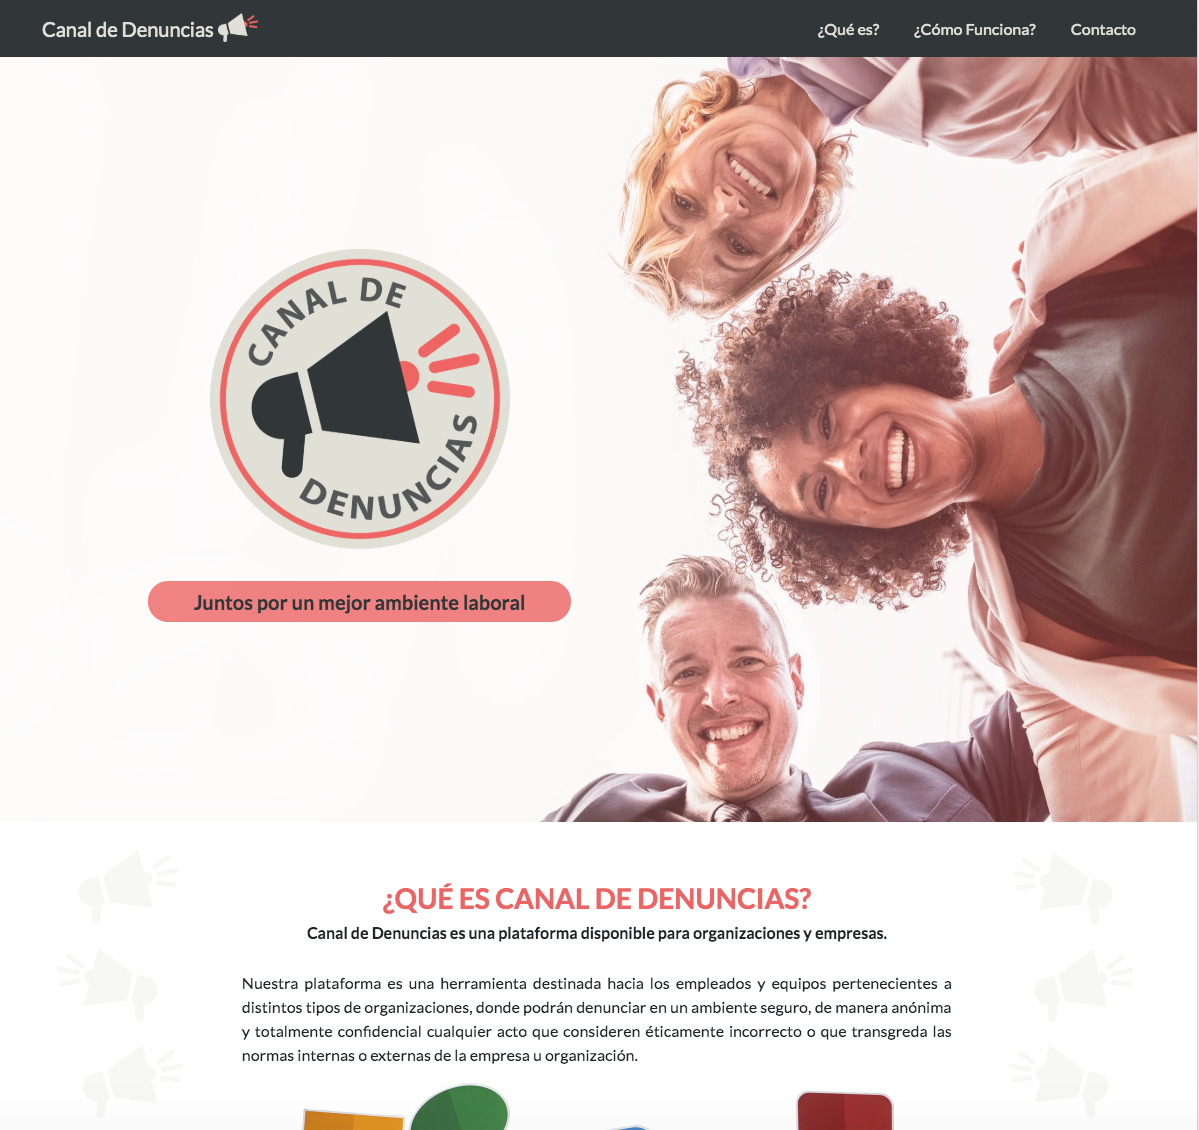 Canal de Denuncias
¿Qué es?
¿Cómo Funciona?
Contacto
CANAL DE
DENUNCIAS
Juntos por un mejor ambiente laboral
¿QUÉ ES CANAL DE DENUNCIAS?
Canal de Denuncias es una plataforma disponible para organizaciones y empresas.
Nuestra plataforma es una herramienta destinada hacia los empleados y equipos pertenecientes a
distintos tipos de organizaciones, donde podrán denunciar en un ambiente seguro, de manera anónima
y totalmente confidencial cualquier acto que consideren éticamente incorrecto o que transgreda las
normas internas o externas de la empresa u organización.